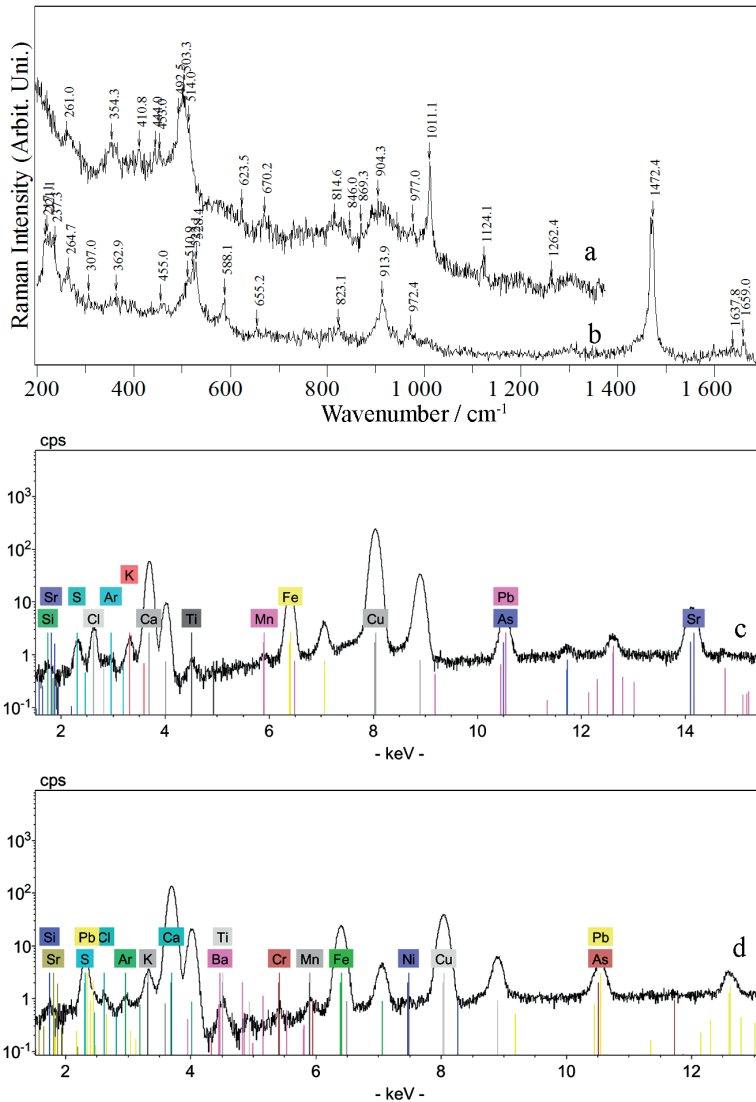 Raman Intensity (Arbit. Uni.)
261.0
354.3
410.8
444.0
453.0
492.5
503.3
514.0
623.5
670.2
814.6
846.0
869.3
904.3
977.0
1011.1
1124.1
1262.4
a
237.3
264.7
307.0
362.9
455.0
588.1
655.2
823.1
913.9
972.4
1472.4
1637.8
1659.0
b
200 400 600 800 1 000 1 200 1 400 1 600
Wavenumber / cm-1
cps
10³
10²
10
1
10⁻¹
Sr S Ar K Pb
Si Cl Ca Ti Mn Fe Cu As Sr
c
2 4 6 8 10 12 14
- keV -
cps
10³
10²
10
1
10⁻¹
Si Pb Cl Ti Pb
Sr S Ar K Ca Ba Cr Mn Fe Ni Cu As
d
2 4 6 8 10 12
- keV -